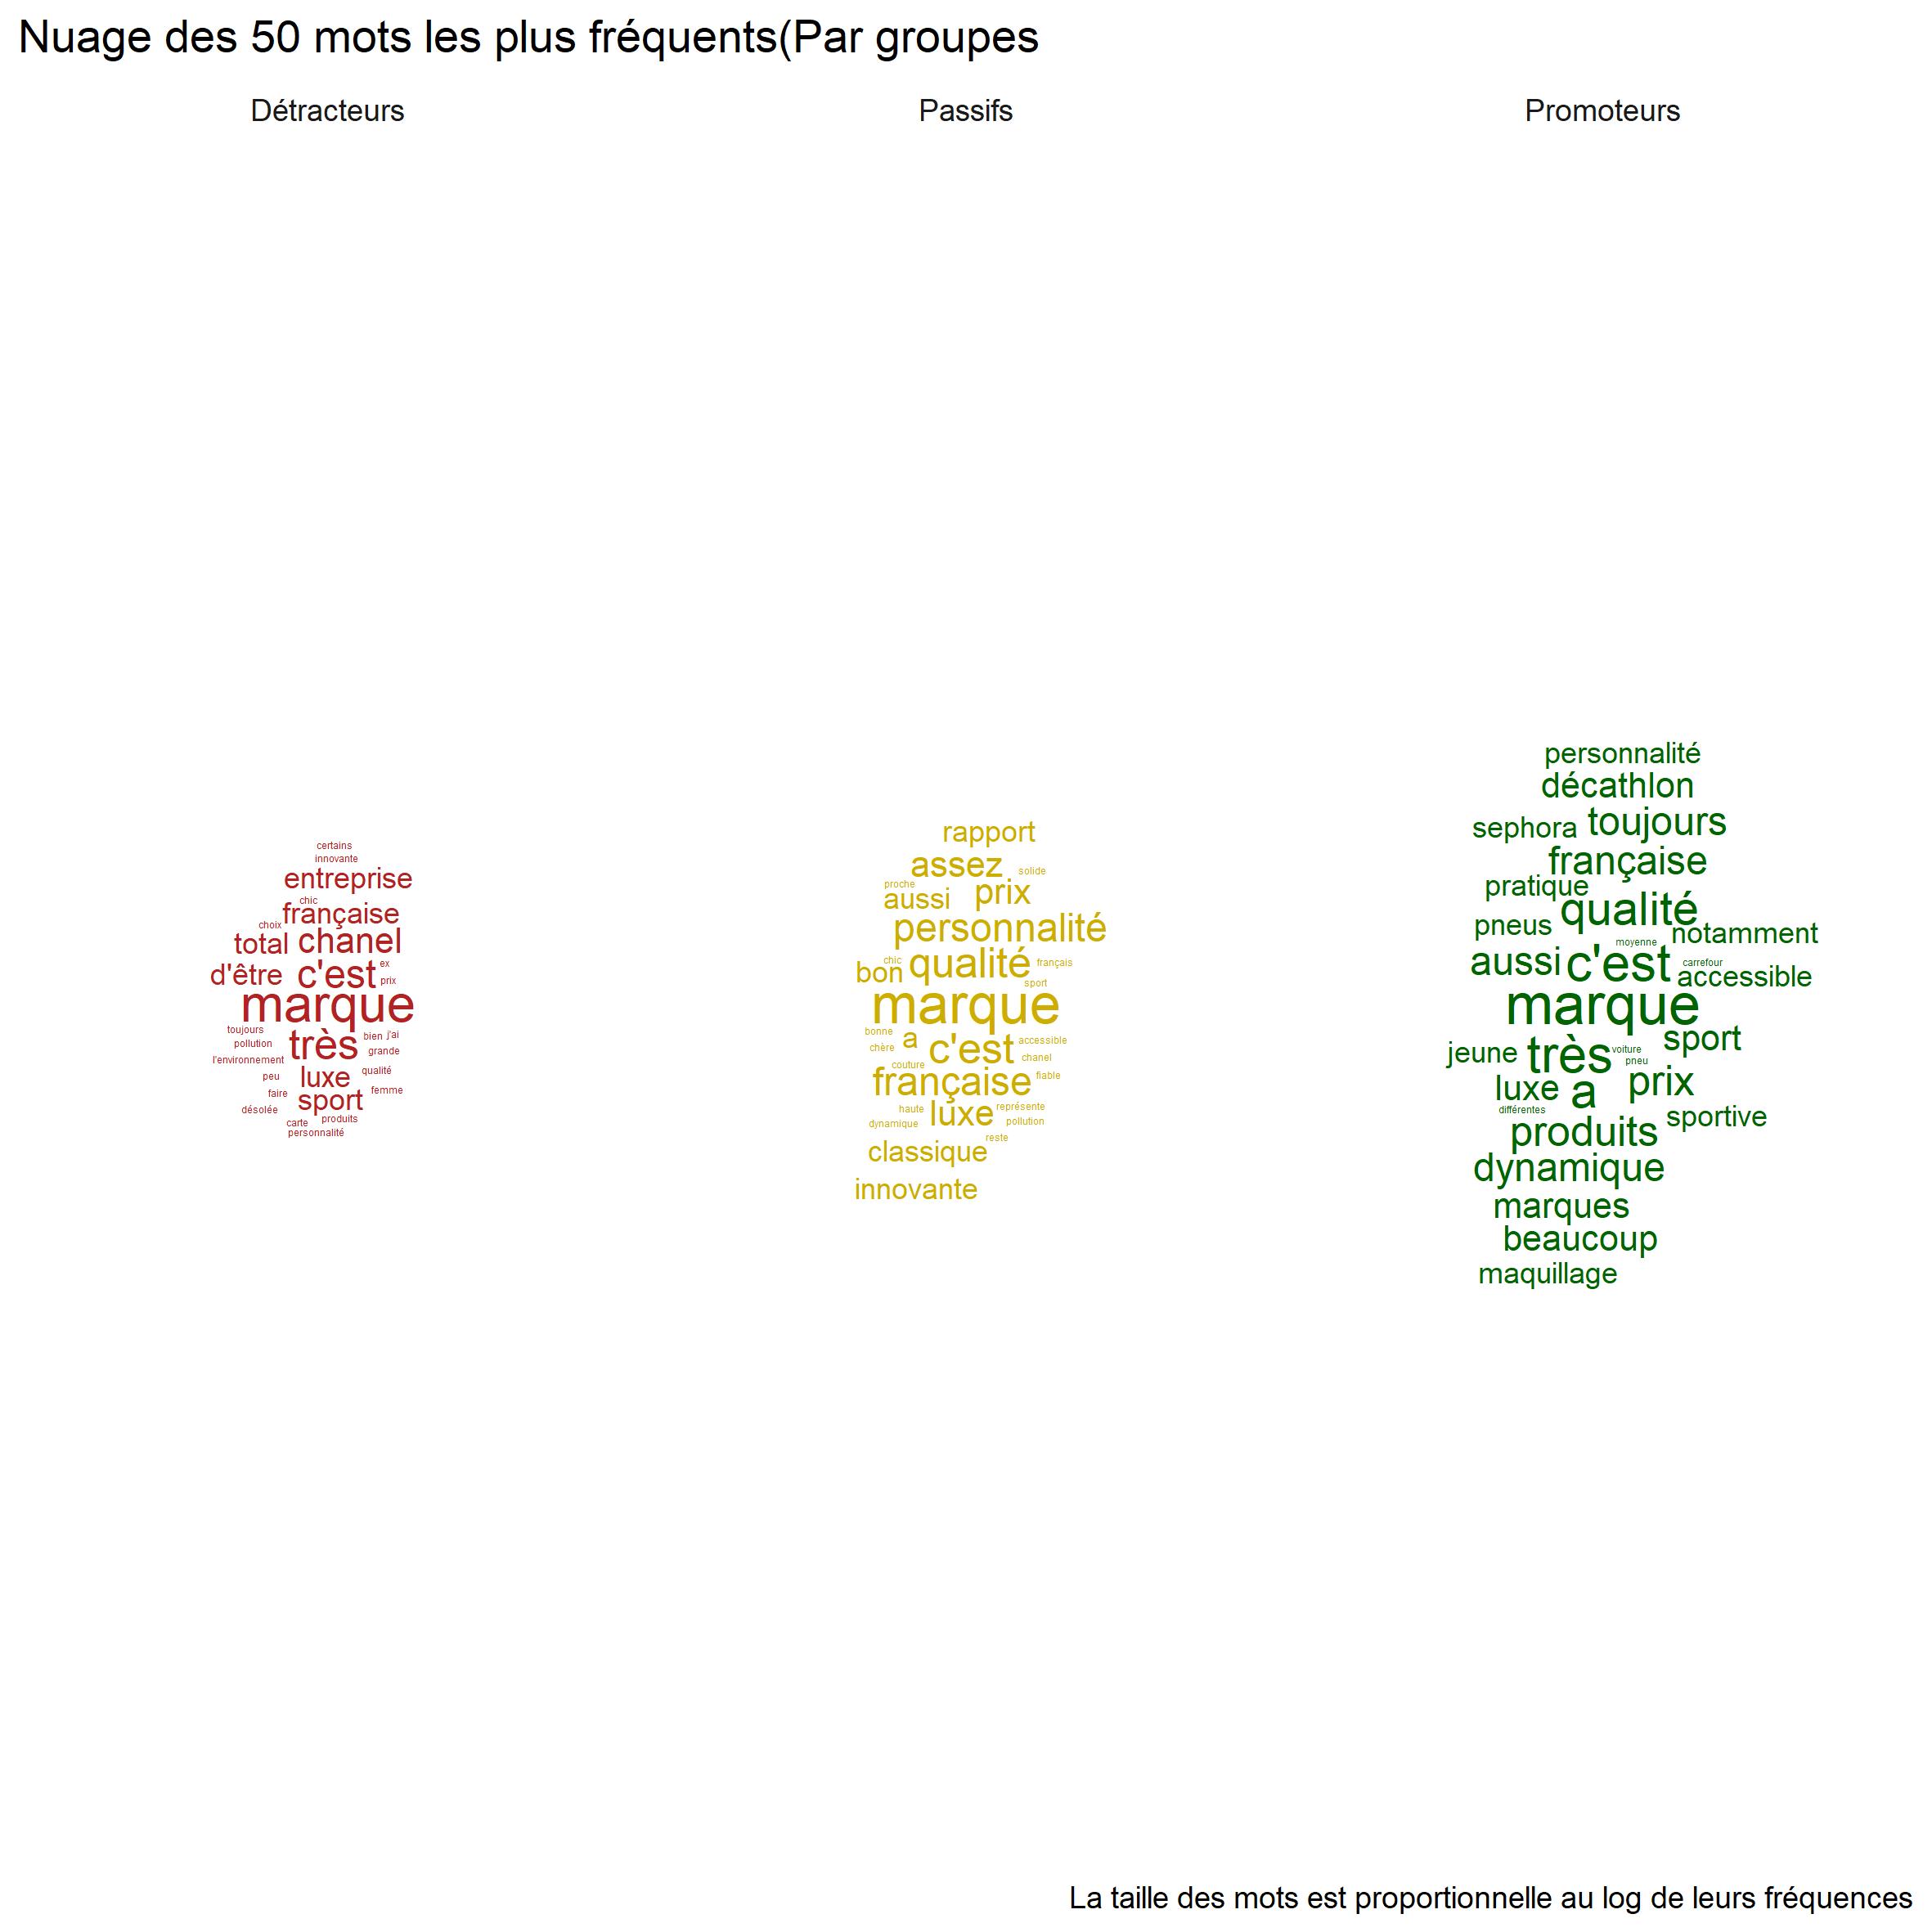 Nuage des 50 mots les plus fréquents(Par groupes
Détracteurs
Passifs
Promoteurs
certains
innovante
entreprise
chic
française
choix
total
chanel
d'être
c'est
ex
prix
marque
toujours
très
bien
j'ai
pollution
grande
l'environnement
luxe
qualité
peu
faire
sport
femme
désolée
carte
produits
personnalité
rapport
assez
solide
proche
aussi
prix
personnalité
chic
bon
qualité
français
sport
marque
bonne
a
c'est
accessible
chère
chanel
couture
française
fiable
haute
luxe
représente
dynamique
pollution
reste
classique
innovante
personnalité
décathlon
sephora
toujours
française
pratique
qualité
pneus
moyenne
notamment
aussi
c'est
carrefour
accessible
marque
sport
jeune
très
voiture
pneu
luxe
a
prix
différentes
sportive
produits
dynamique
marques
beaucoup
maquillage
La taille des mots est proportionnelle au log de leurs fréquences